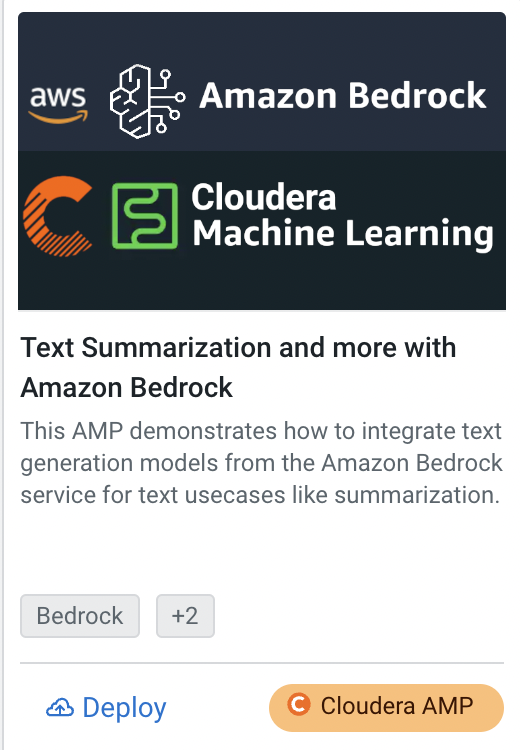 aws
Amazon Bedrock
Cloudera
Machine Learning
Text Summarization and more with
Amazon Bedrock
This AMP demonstrates how to integrate text
generation models from the Amazon Bedrock
service for text usecases like summarization.
Bedrock
+2
Deploy
Cloudera AMP